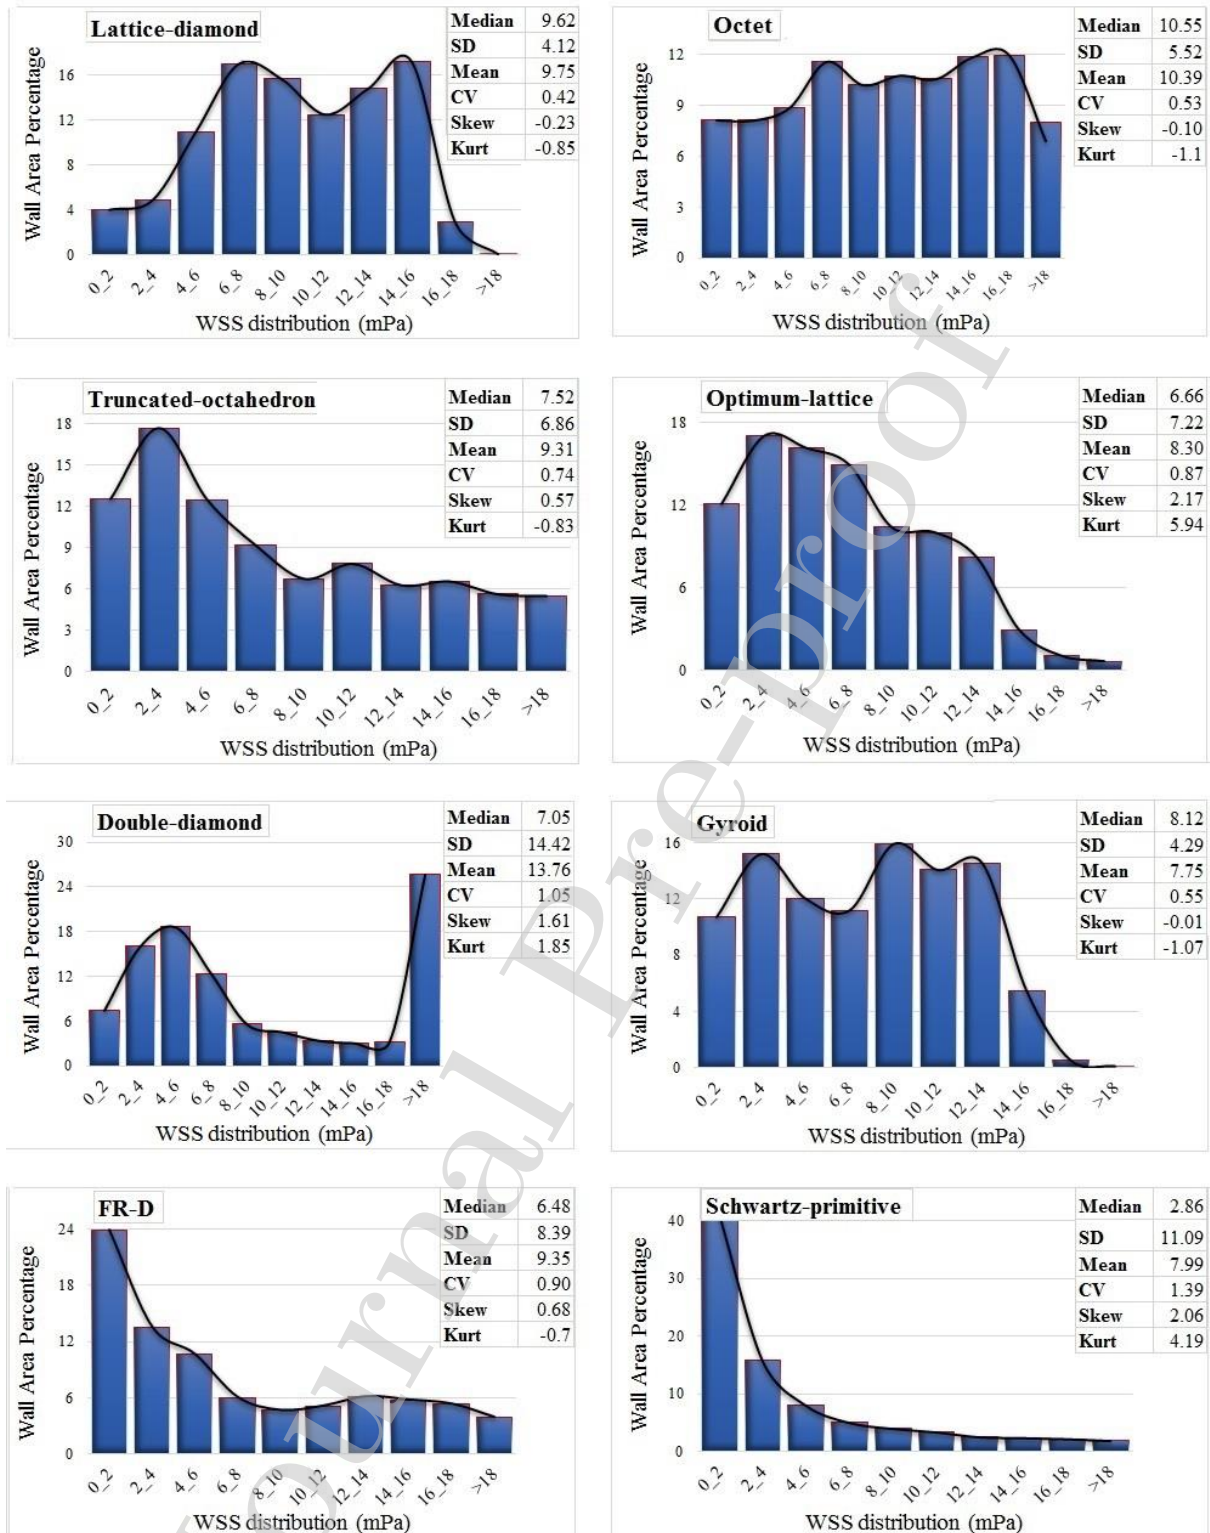 Lattice-diamond
Median 9.62
SD 4.12
Mean 9.75
CV 0.42
Skew -0.23
Kurt -0.85
Wall Area Percentage
16
12
8
4
0
0_2 2_4 4_6 6_8 8_10 10_12 12_14 14_16 16_18 >18
WSS distribution (mPa)
Octet
Median 10.55
SD 5.52
Mean 10.39
CV 0.53
Skew -0.10
Kurt -1.1
Wall Area Percentage
12
9
6
3
0
0_2 2_4 4_6 6_8 8_10 10_12 12_14 14_16 16_18 >18
WSS distribution (mPa)
Truncated-octahedron
Median 7.52
SD 6.86
Mean 9.31
CV 0.74
Skew 0.57
Kurt -0.83
Wall Area Percentage
18
15
12
9
6
3
0
0_2 2_4 4_6 6_8 8_10 10_12 12_14 14_16 16_18 >18
WSS distribution (mPa)
Optimum-lattice
Median 6.66
SD 7.22
Mean 8.30
CV 0.87
Skew 2.17
Kurt 5.94
Wall Area Percentage
18
12
6
0
0_2 2_4 4_6 6_8 8_10 10_12 12_14 14_16 16_18 >18
WSS distribution (mPa)
Double-diamond
Median 7.05
SD 14.42
Mean 13.76
CV 1.05
Skew 1.61
Kurt 1.85
Wall Area Percentage
30
24
18
12
6
0
0_2 2_4 4_6 6_8 8_10 10_12 12_14 14_16 16_18 >18
WSS distribution (mPa)
Gyroid
Median 8.12
SD 4.29
Mean 7.75
CV 0.55
Skew -0.01
Kurt -1.07
Wall Area Percentage
16
12
8
4
0
0_2 2_4 4_6 6_8 8_10 10_12 12_14 14_16 16_18 >18
WSS distribution (mPa)
FR-D
Median 6.48
SD 8.39
Mean 9.35
CV 0.90
Skew 0.68
Kurt -0.7
Wall Area Percentage
24
18
12
6
0
0_2 2_4 4_6 6_8 8_10 10_12 12_14 14_16 16_18 >18
WSS distribution (mPa)
Schwartz-primitive
Median 2.86
SD 11.09
Mean 7.99
CV 1.39
Skew 2.06
Kurt 4.19
Wall Area Percentage
40
30
20
10
0
0_2 2_4 4_6 6_8 8_10 10_12 12_14 14_16 16_18 >18
WSS distribution (mPa)
Journal Pre-proof